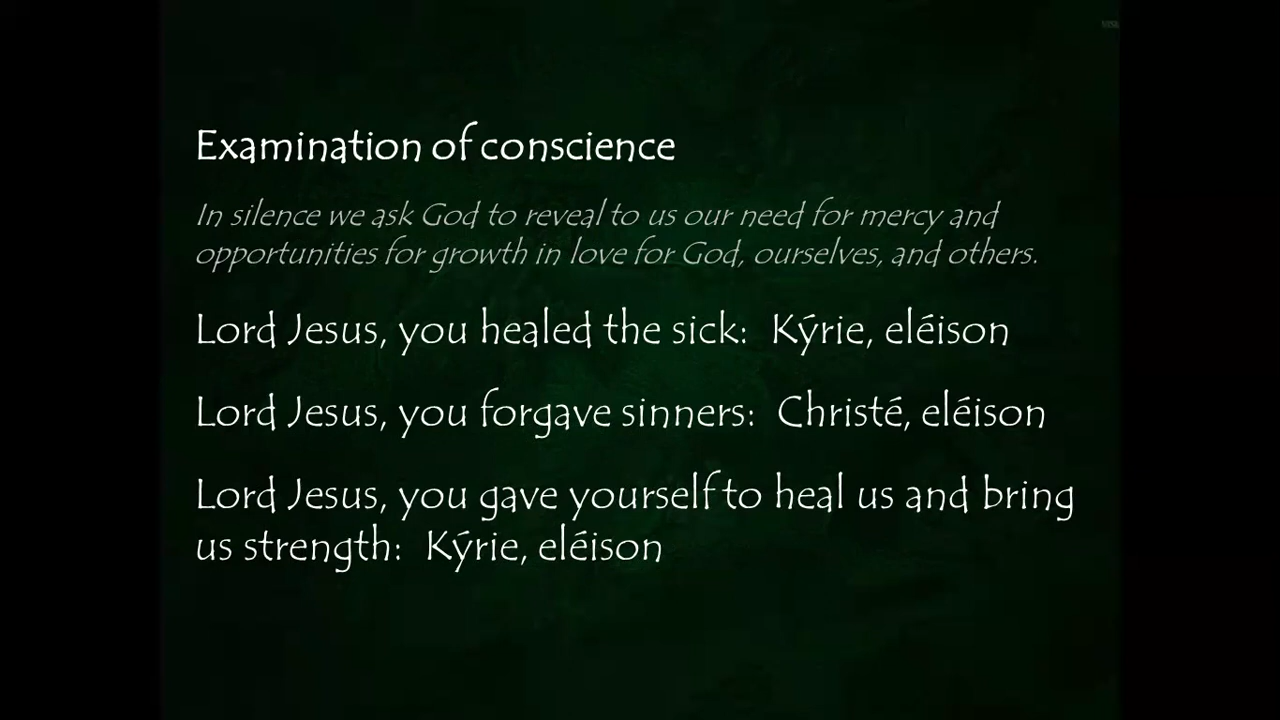 Examination of conscience
In silence we ask God to reveal to us our need for mercy and
opportunities for growth in love for God, ourselves, and others.
Lord Jesus, you healed the sick:  Kýrie, eléison
Lord Jesus, you forgave sinners:  Christé, eléison
Lord Jesus, you gave yourself to heal us and bring
us strength:  Kýrie, eléison